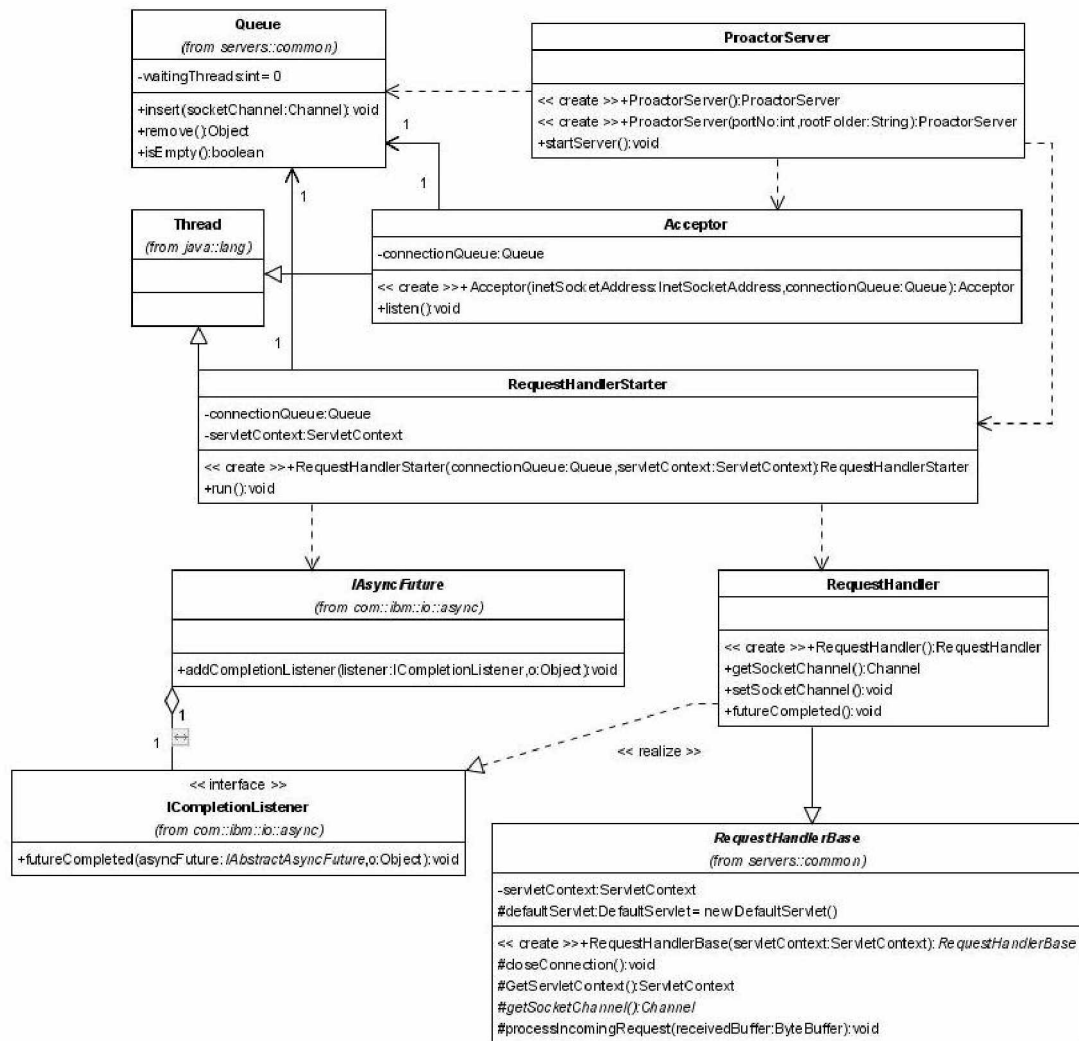 Queue
(from servers::common)
-waitingThreads:int= 0
+insert(socketChannel:Channel): void
+remove():Object
+isEmpty():boolean
ProactorServer
<< create >>+ProactorServer():ProactorServer
<< create >>+ProactorServer(portNo:int,rootFolder:String):ProactorServer
+startServer():void
1
1
1
Thread
(from java::lang)
Acceptor
-connectionQueue:Queue
<< create >>+Acceptor(inetSocketAddress:InetSocketAddress,connectionQueue:Queue):Acceptor
+listen():void
1
RequestHandlerStarter
-connectionQueue:Queue
-servletContext:ServletContext
<< create >>+RequestHandlerStarter(connectionQueue:Queue,servletContext:ServletContext):RequestHandlerStarter
+run():void
IAsyncFuture
(from com::ibm::io::async)
+addCompletionListener(listener:ICompletionListener,o:Object):void
RequestHandler
<< create >>+RequestHandler():RequestHandler
+getSocketChannel():Channel
+setSocketChannel():void
+futureCompleted():void
1
1
<< realize >>
<< interface >>
ICompletionListener
(from com::ibm::io::async)
+futureCompleted(asyncFuture:IAbstractAsyncFuture,o:Object):void
RequestHandlerBase
(from servers::common)
-servletContext:ServletContext
#defaultServlet:DefaultServlet= newDefaultServlet()
<< create >>+RequestHandlerBase(servletContext:ServletContext): RequestHandlerBase
#closeConnection():void
#GetServletContext():ServletContext
#getSocketChannel():Channel
#processIncomingRequest(receivedBuffer:ByteBuffer):void